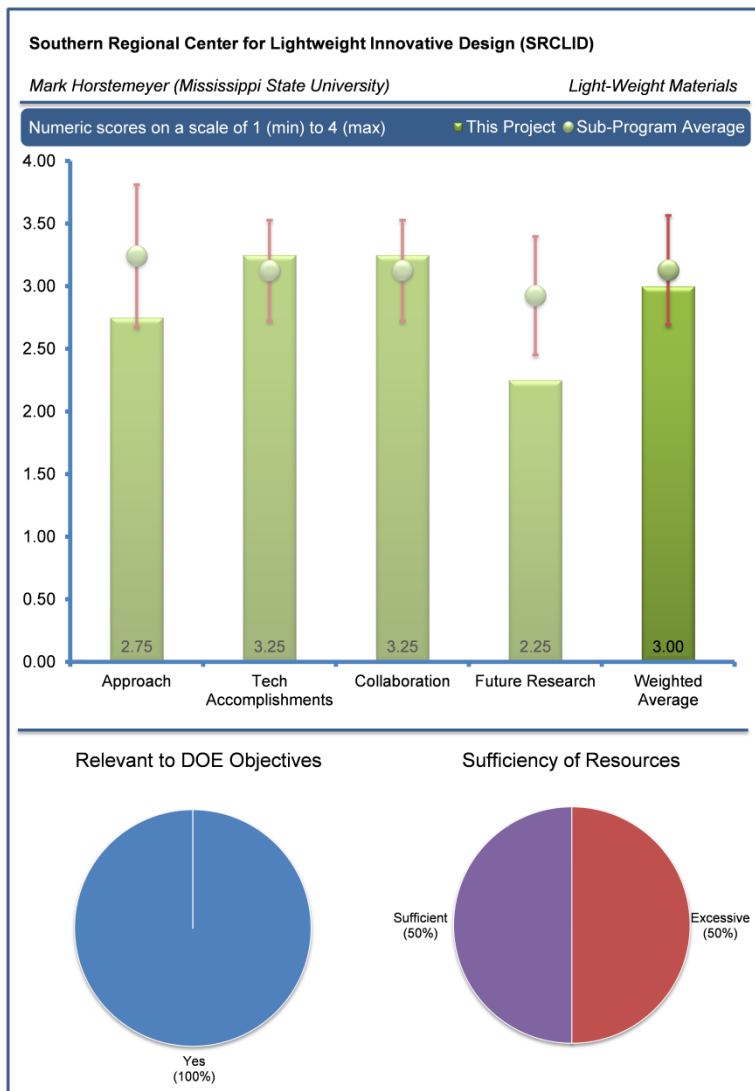 Southern Regional Center for Lightweight Innovative Design (SRCLID)
Mark Horstemeyer (Mississippi State University) Light-Weight Materials
Numeric scores on a scale of 1 (min) to 4 (max) This Project Sub-Program Average
4.00
3.50
3.00
2.50
2.00
1.50
1.00
0.50
0.00
2.75 3.25 3.25 2.25 3.00
Approach Tech Accomplishments Collaboration Future Research Weighted Average
Relevant to DOE Objectives Sufficiency of Resources
Sufficient (50%)
Excessive (50%)
Yes
(100%)